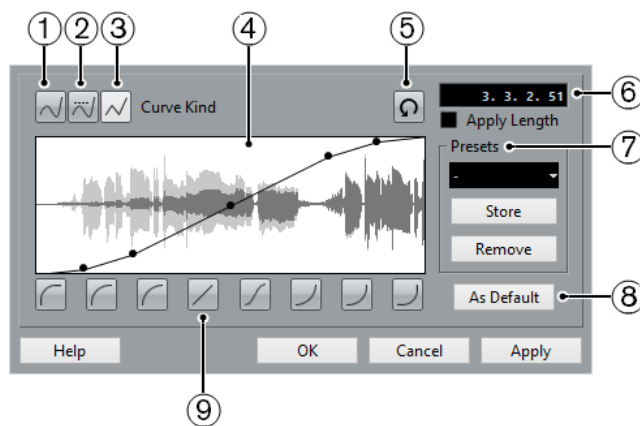 ① ② ③ ④ ⑤
Curve Kind
3. 3. 2. 51 ⑥
Apply Length
Presets ⑦
-
Store
Remove
As Default ⑧
Help OK Cancel Apply
⑨